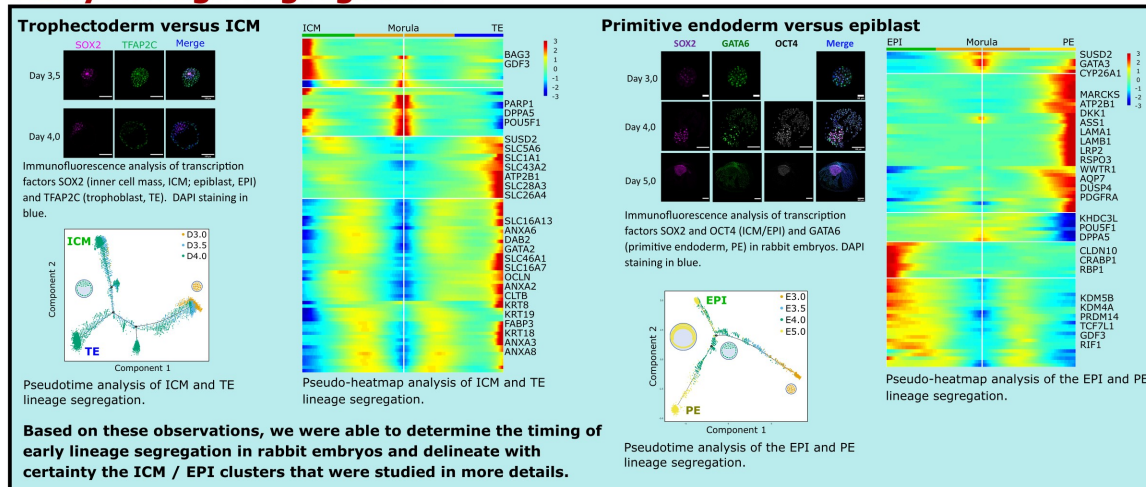 Trophectoderm versus ICM
SOX2 TFAP2C Merge
Day 3,5
Day 4,0
Immunofluorescence analysis of transcription
factors SOX2 (inner cell mass, ICM; epiblast, EPI)
and TFAP2C (trophoblast, TE). DAPI staining in
blue.
ICM
D3.0
D3.5
D4.0
TE
Component 2
Component 1
Pseudotime analysis of ICM and TE
lineage segregation.
ICM Morula TE
3
2
1
0
-1
-2
-3
BAG3
GDF3
PARP1
DPPA5
POU5F1
SUSD2
SLC5A6
SLC1A1
SLC43A2
ATP2B1
SLC28A3
SLC26A4
SLC16A13
ANXA6
DAB2
GATA2
SLC46A1
SLC16A7
OCLN
ANXA2
CLTB
KRT8
KRT19
FABP3
KRT18
ANXA3
ANXA8
Pseudo-heatmap analysis of ICM and TE
lineage segregation.
Based on these observations, we were able to determine the timing of
early lineage segregation in rabbit embryos and delineate with
certainty the ICM / EPI clusters that were studied in more details.
Primitive endoderm versus epiblast
SOX2 GATA6 OCT4 Merge
Day 3,0
Day 4,0
Day 5,0
Immunofluorescence analysis of transcription
factors SOX2 and OCT4 (ICM/EPI) and GATA6
(primitive endoderm, PE) in rabbit embryos. DAPI
staining in blue.
EPI
E3.0
E3.5
E4.0
E5.0
PE
Component 2
Component 1
Pseudotime analysis of the EPI and PE
lineage segregation.
EPI Morula PE
3
2
1
0
-1
-2
-3
SUSD2
GATA3
CYP26A1
MARCKS
ATP2B1
DKK1
ASS1
LAMA1
LAMB1
LRP2
RSPO3
WWTR1
AQP7
DUSP4
PDGFRA
KHDC3L
POU5F1
DPPA5
CLDN10
CRABP1
RBP1
KDM5B
KDM4A
PRDM14
TCF7L1
GDF3
RIF1
Pseudo-heatmap analysis of the EPI and PE
lineage segregation.